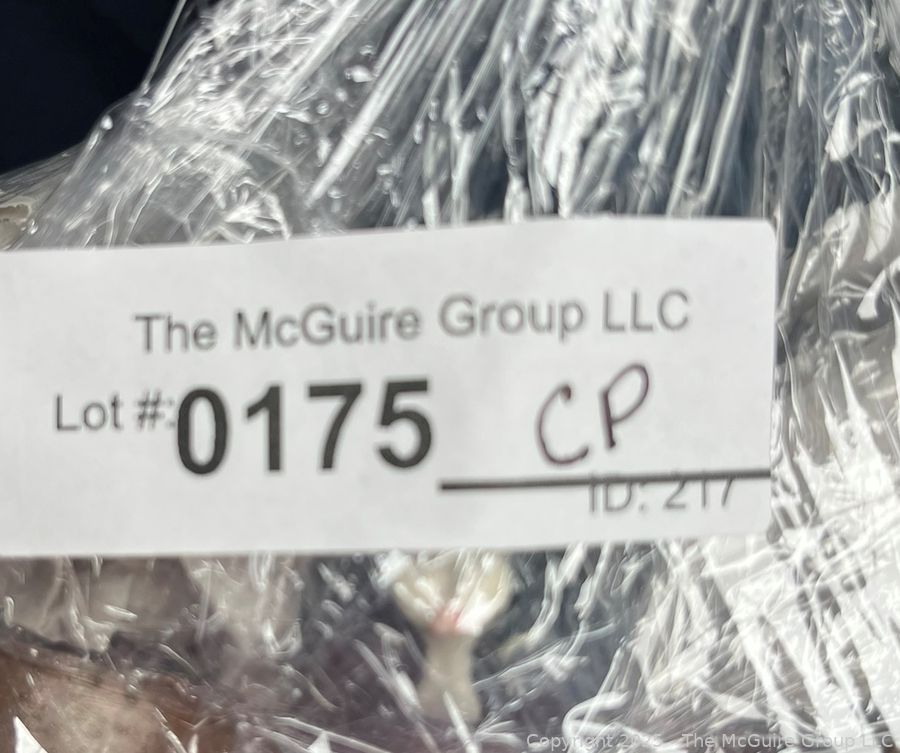 The McGuire Group LLC
Lot #: 0175 CP
ID: 217
Copyright 2025 The McGuire Group LLC